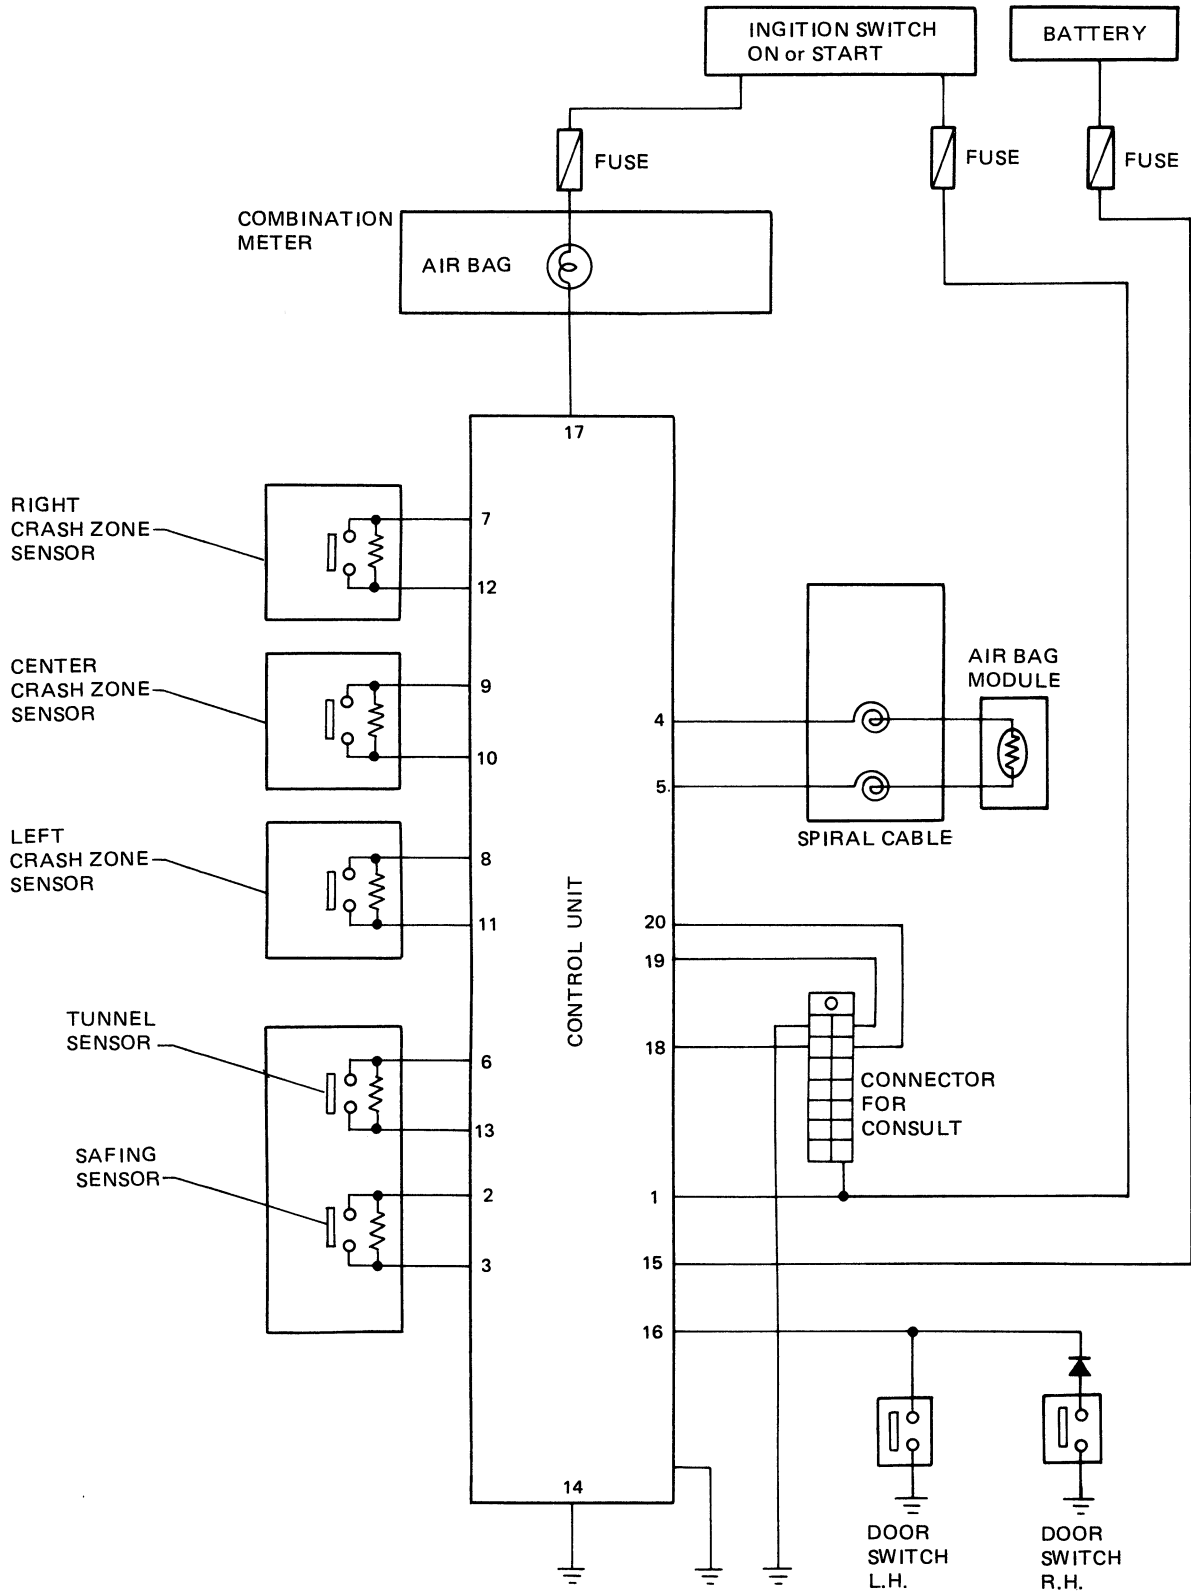 INGITION SWITCH
ON or START
BATTERY
FUSE
FUSE
FUSE
COMBINATION
METER
AIR BAG
17
RIGHT
CRASH ZONE
SENSOR
7
12
CENTER
CRASH ZONE
SENSOR
9
10
AIR BAG
MODULE
4
5.
SPIRAL CABLE
LEFT
CRASH ZONE
SENSOR
8
11
CONTROL UNIT
20
19
18
CONNECTOR
FOR
CONSULT
TUNNEL
SENSOR
6
13
SAFING
SENSOR
2
3
1
15
16
14
DOOR
SWITCH
L.H.
DOOR
SWITCH
R.H.